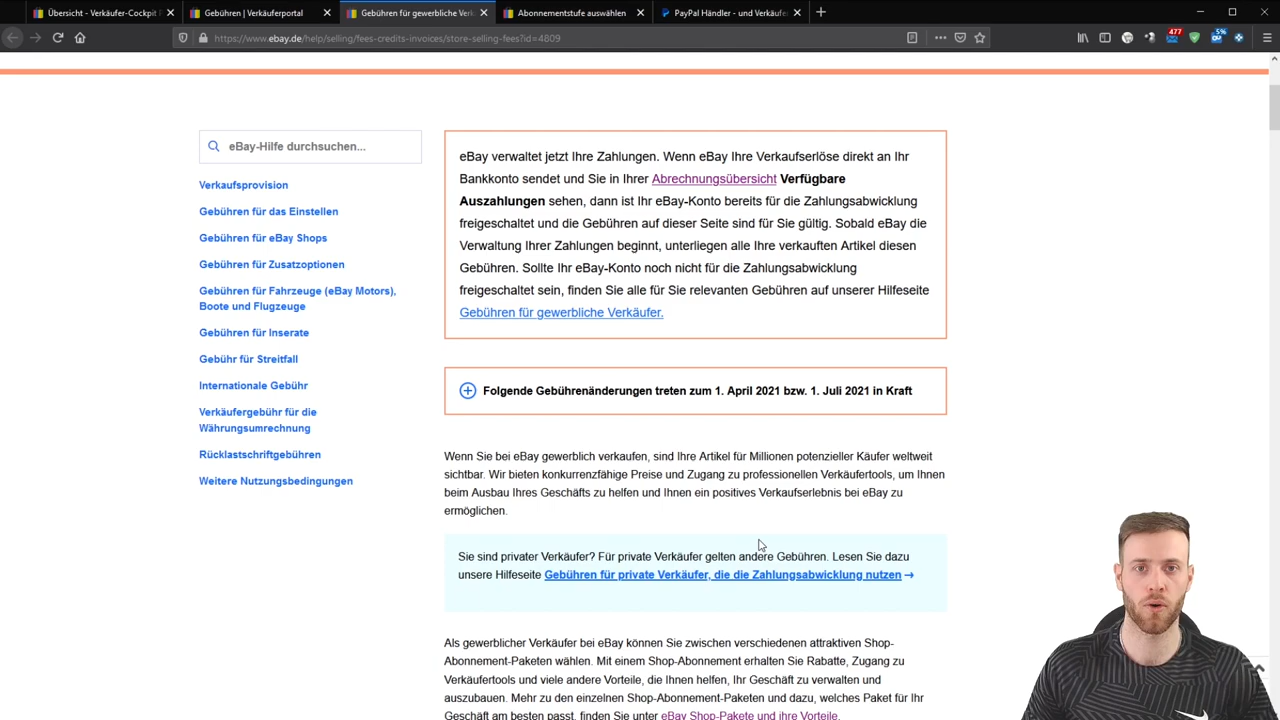 Übersicht - Verkäufer-Cockpit P
Gebühren | Verkäuferportal
Gebühren für gewerbliche Verk
Abonnementstufe auswählen
PayPal Händler - und Verkäufe
https://www.ebay.de/help/selling/fees-credits-invoices/store-selling-fees?id=4809
477
5%
eBay-Hilfe durchsuchen...
Verkaufsprovision
Gebühren für das Einstellen
Gebühren für eBay Shops
Gebühren für Zusatzoptionen
Gebühren für Fahrzeuge (eBay Motors),
Boote und Flugzeuge
Gebühren für Inserate
Gebühr für Streitfall
Internationale Gebühr
Verkäufergebühr für die
Währungsumrechnung
Rücklastschriftgebühren
Weitere Nutzungsbedingungen
eBay verwaltet jetzt Ihre Zahlungen. Wenn eBay Ihre Verkaufserlöse direkt an Ihr
Bankkonto sendet und Sie in Ihrer Abrechnungsübersicht Verfügbare
Auszahlungen sehen, dann ist Ihr eBay-Konto bereits für die Zahlungsabwicklung
freigeschaltet und die Gebühren auf dieser Seite sind für Sie gültig. Sobald eBay die
Verwaltung Ihrer Zahlungen beginnt, unterliegen alle Ihre verkauften Artikel diesen
Gebühren. Sollte Ihr eBay-Konto noch nicht für die Zahlungsabwicklung
freigeschaltet sein, finden Sie alle für Sie relevanten Gebühren auf unserer Hilfeseite
Gebühren für gewerbliche Verkäufer.
Folgende Gebührenänderungen treten zum 1. April 2021 bzw. 1. Juli 2021 in Kraft
Wenn Sie bei eBay gewerblich verkaufen, sind Ihre Artikel für Millionen potenzieller Käufer weltweit
sichtbar. Wir bieten konkurrenzfähige Preise und Zugang zu professionellen Verkäufertools, um Ihnen
beim Ausbau Ihres Geschäfts zu helfen und Ihnen ein positives Verkaufserlebnis bei eBay zu
ermöglichen.
Sie sind privater Verkäufer? Für private Verkäufer gelten andere Gebühren. Lesen Sie dazu
unsere Hilfeseite Gebühren für private Verkäufer, die die Zahlungsabwicklung nutzen →
Als gewerblicher Verkäufer bei eBay können Sie zwischen verschiedenen attraktiven Shop-
Abonnement-Paketen wählen. Mit einem Shop-Abonnement erhalten Sie Rabatte, Zugang zu
Verkäufertools und viele andere Vorteile, die Ihnen helfen, Ihr Geschäft zu verwalten und
auszubauen. Mehr zu den einzelnen Shop-Abonnement-Paketen und dazu, welches Paket für Ihr
Geschäft am besten passt, finden Sie unter eBay Shop-Pakete und ihre Vorteile.